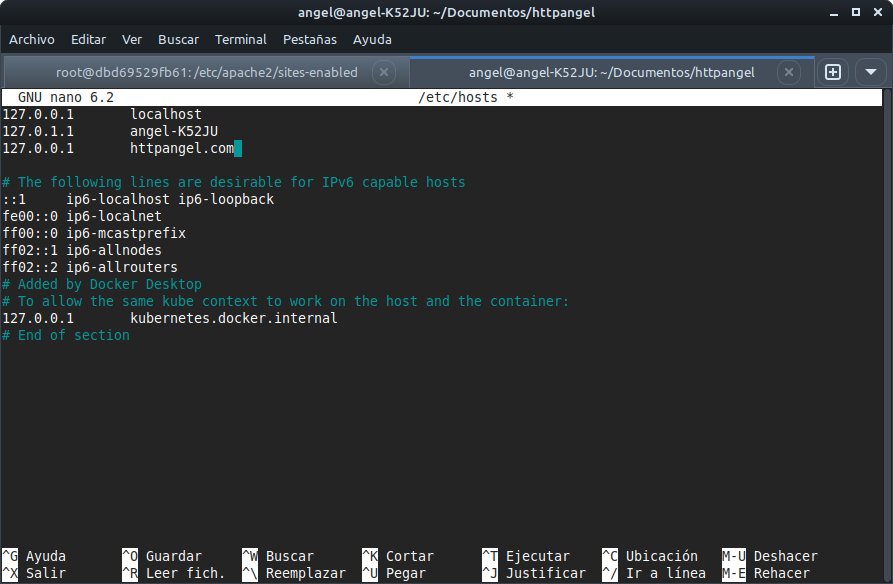 angel@angel-K52JU: ~/Documentos/httpangel
Archivo Editar Ver Buscar Terminal Pestañas Ayuda
root@dbd69529fb61: /etc/apache2/sites-enabled × angel@angel-K52JU: ~/Documentos/httpangel ×
GNU nano 6.2 /etc/hosts *
127.0.0.1 localhost
127.0.1.1 angel-K52JU
127.0.0.1 httpangel.com
# The following lines are desirable for IPv6 capable hosts
::1 ip6-localhost ip6-loopback
fe00::0 ip6-localnet
ff00::0 ip6-mcastprefix
ff02::1 ip6-allnodes
ff02::2 ip6-allrouters
# Added by Docker Desktop
# To allow the same kube context to work on the host and the container:
127.0.0.1 kubernetes.docker.internal
# End of section
^G Ayuda ^O Guardar ^W Buscar ^K Cortar ^T Ejecutar ^C Ubicación M-U Deshacer
^X Salir ^R Leer fich. ^\ Reemplazar ^U Pegar ^J Justificar ^/ Ir a línea M-E Rehacer